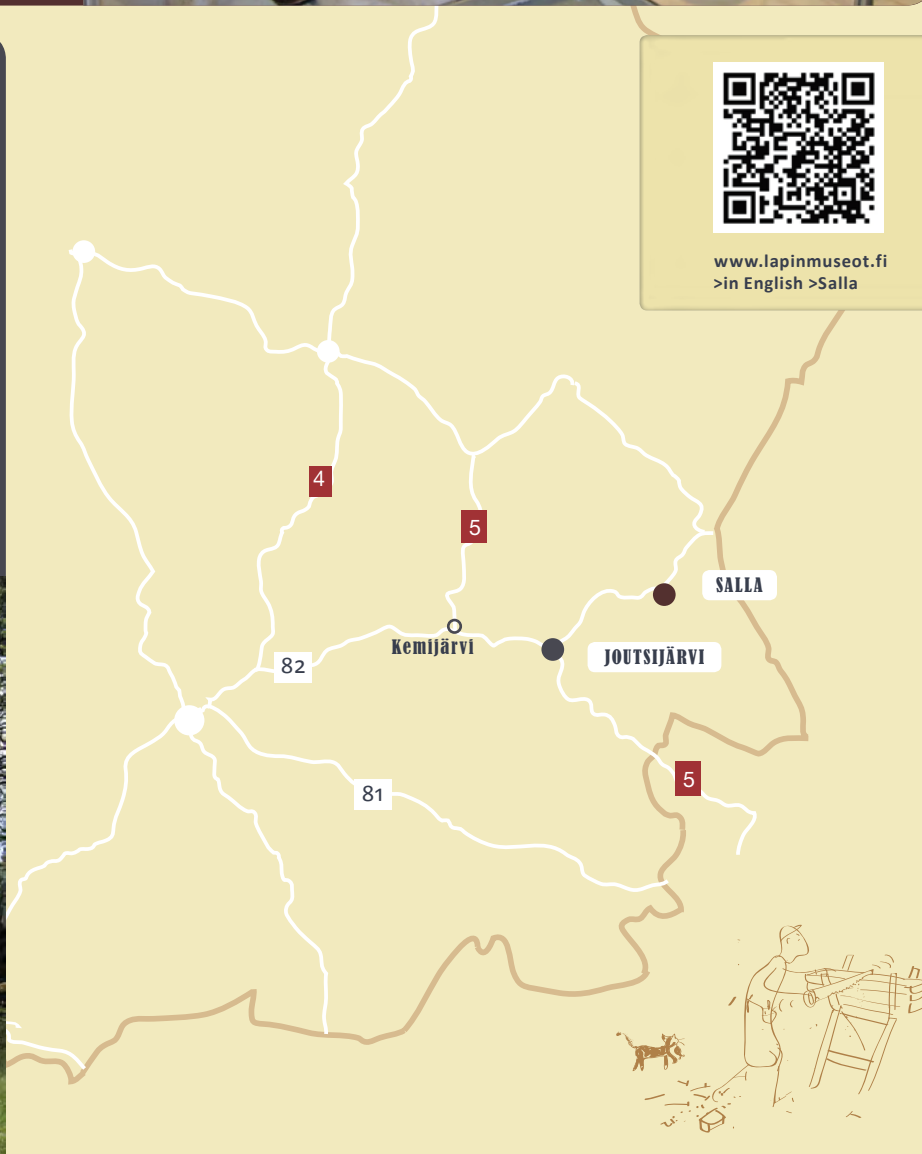 www.lapinmuseot.fi
>in English >Salla
4
5
SALLA
Kemijärvi
JOUTSIJÄRVI
82
5
81